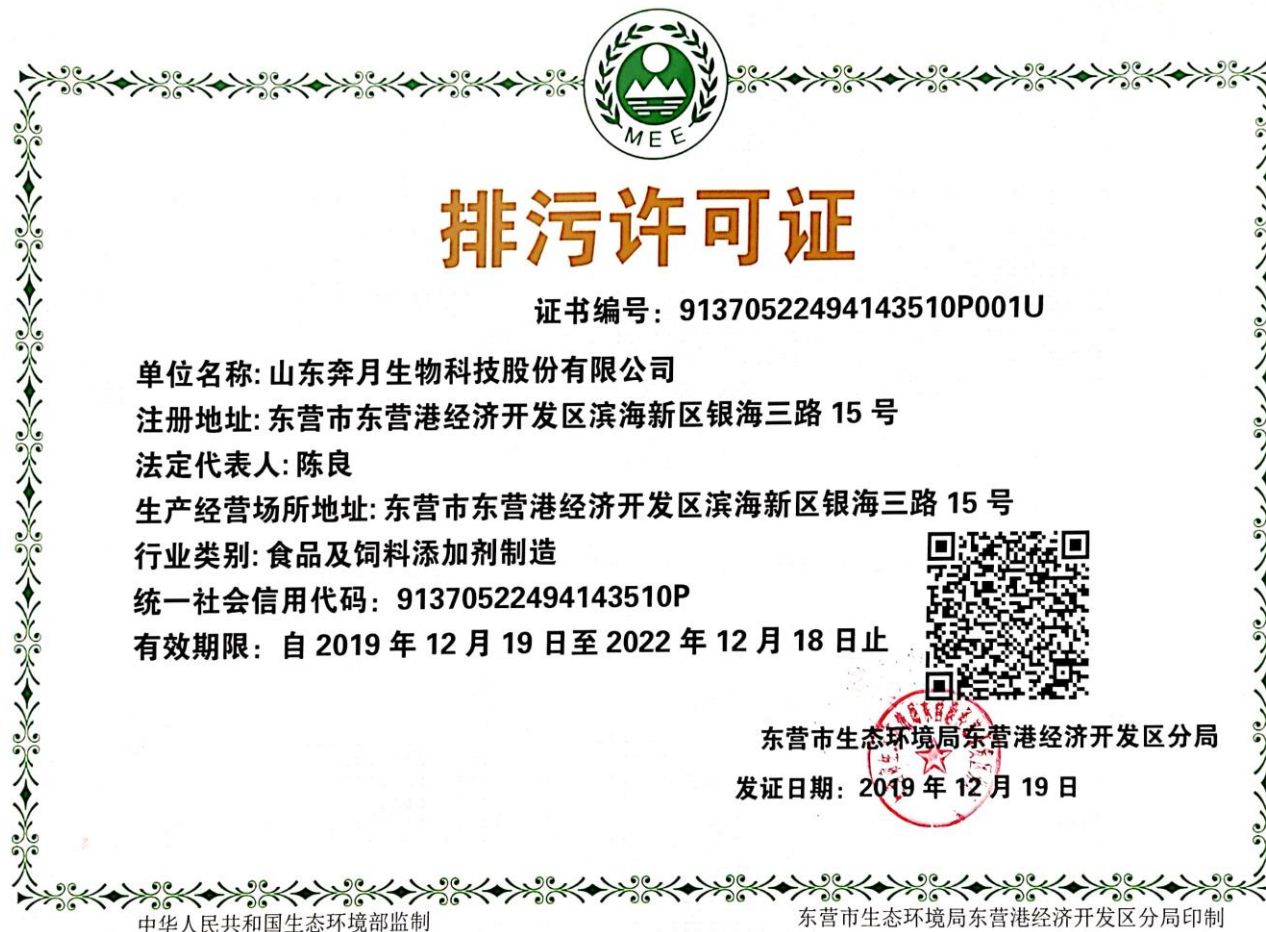 MEE
排污许可证
证书编号：91370522494143510P001U
单位名称:山东奔月生物科技股份有限公司
注册地址:东营市东营港经济开发区滨海新区银海三路 15 号
法定代表人:陈良
生产经营场所地址:东营市东营港经济开发区滨海新区银海三路 15 号
行业类别:食品及饲料添加剂制造
统一社会信用代码：91370522494143510P
有效期限：自 2019 年 12 月 19 日至 2022 年 12 月 18 日止
东营市生态环境局东营港经济开发区分局
发证日期：2019 年 12 月 19 日
中华人民共和国生态环境部监制
东营市生态环境局东营港经济开发区分局印制